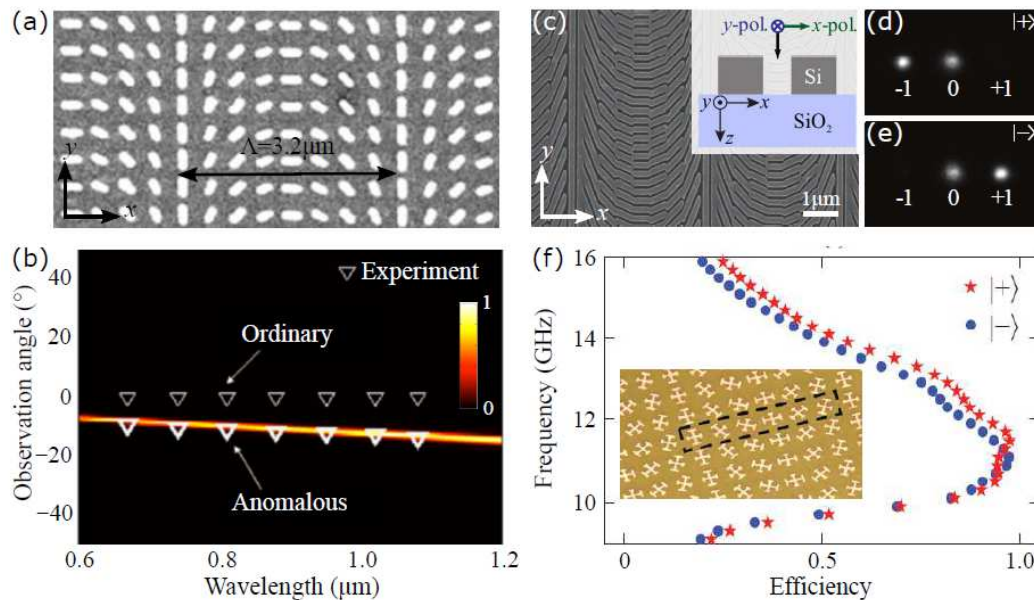 (a)
Λ=3.2μm
y
x
(b)
40
20
0
−20
−40
Observation angle (°)
Experiment
1
0
Ordinary
Anomalous
0.6
0.8
1.0
1.2
Wavelength (μm)
(c)
y-pol.
x-pol.
Si
y
x
SiO2
z
y
x
1μm
(d)
|+⟩
-1 0 +1
(e)
|−⟩
-1 0 +1
(f)
16
14
12
10
Frequency (GHz)
|+⟩
|−⟩
0
0.5
1.0
Efficiency